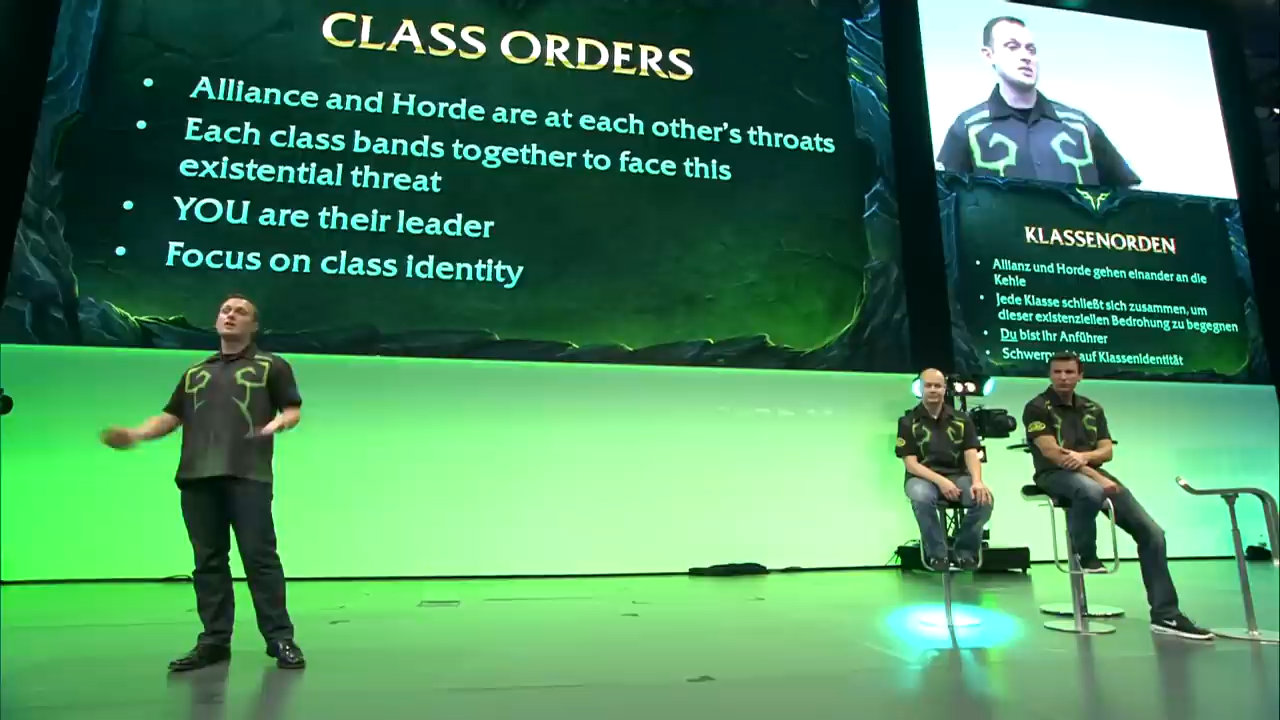 CLASS ORDERS
• Alliance and Horde are at each other's throats
• Each class bands together to face this
existential threat
• YOU are their leader
• Focus on class identity
KLASSENORDEN
• Allianz und Horde gehen einander an die
Kehle
• Jede Klasse schließt sich zusammen, um
dieser existenziellen Bedrohung zu begegnen
• Du bist ihr Anführer
• auf Klassenidentität